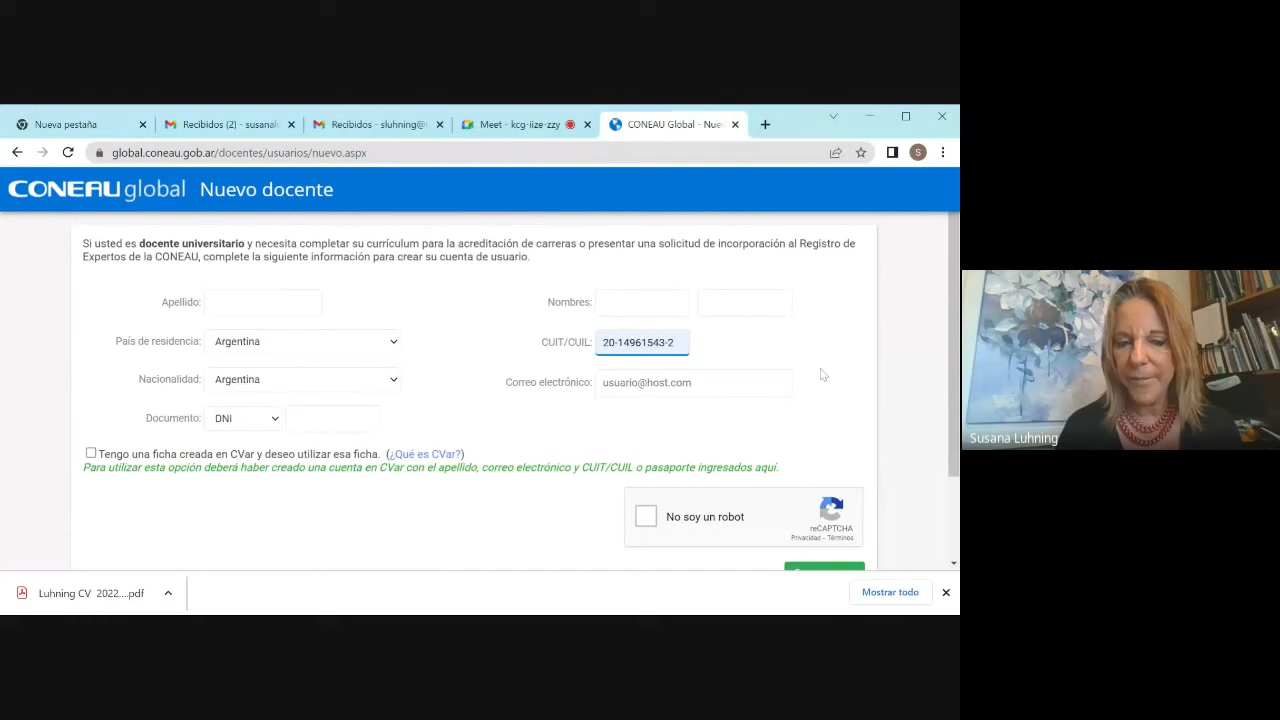 Nueva pestaña
Recibidos (2) - susanal
Recibidos - sluhning@u
Meet - kcg-iize-zzy
CONEAU Global - Nue
global.coneau.gob.ar/docentes/usuarios/nuevo.aspx
S
CONEAU global Nuevo docente
Si usted es docente universitario y necesita completar su currículum para la acreditación de carreras o presentar una solicitud de incorporación al Registro de
Expertos de la CONEAU, complete la siguiente información para crear su cuenta de usuario.
Apellido:
Nombres:
País de residencia: Argentina
CUIT/CUIL: 20-14961543-2
Nacionalidad: Argentina
Correo electrónico: usuario@host.com
Documento: DNI
Tengo una ficha creada en CVar y deseo utilizar esa ficha. (¿Qué es CVar?)
Para utilizar esta opción deberá haber creado una cuenta en CVar con el apellido, correo electrónico y CUIT/CUIL o pasaporte ingresados aquí.
No soy un robot
reCAPTCHA
Privacidad - Términos
Luhning CV 2022....pdf
Mostrar todo
Susana Luhning